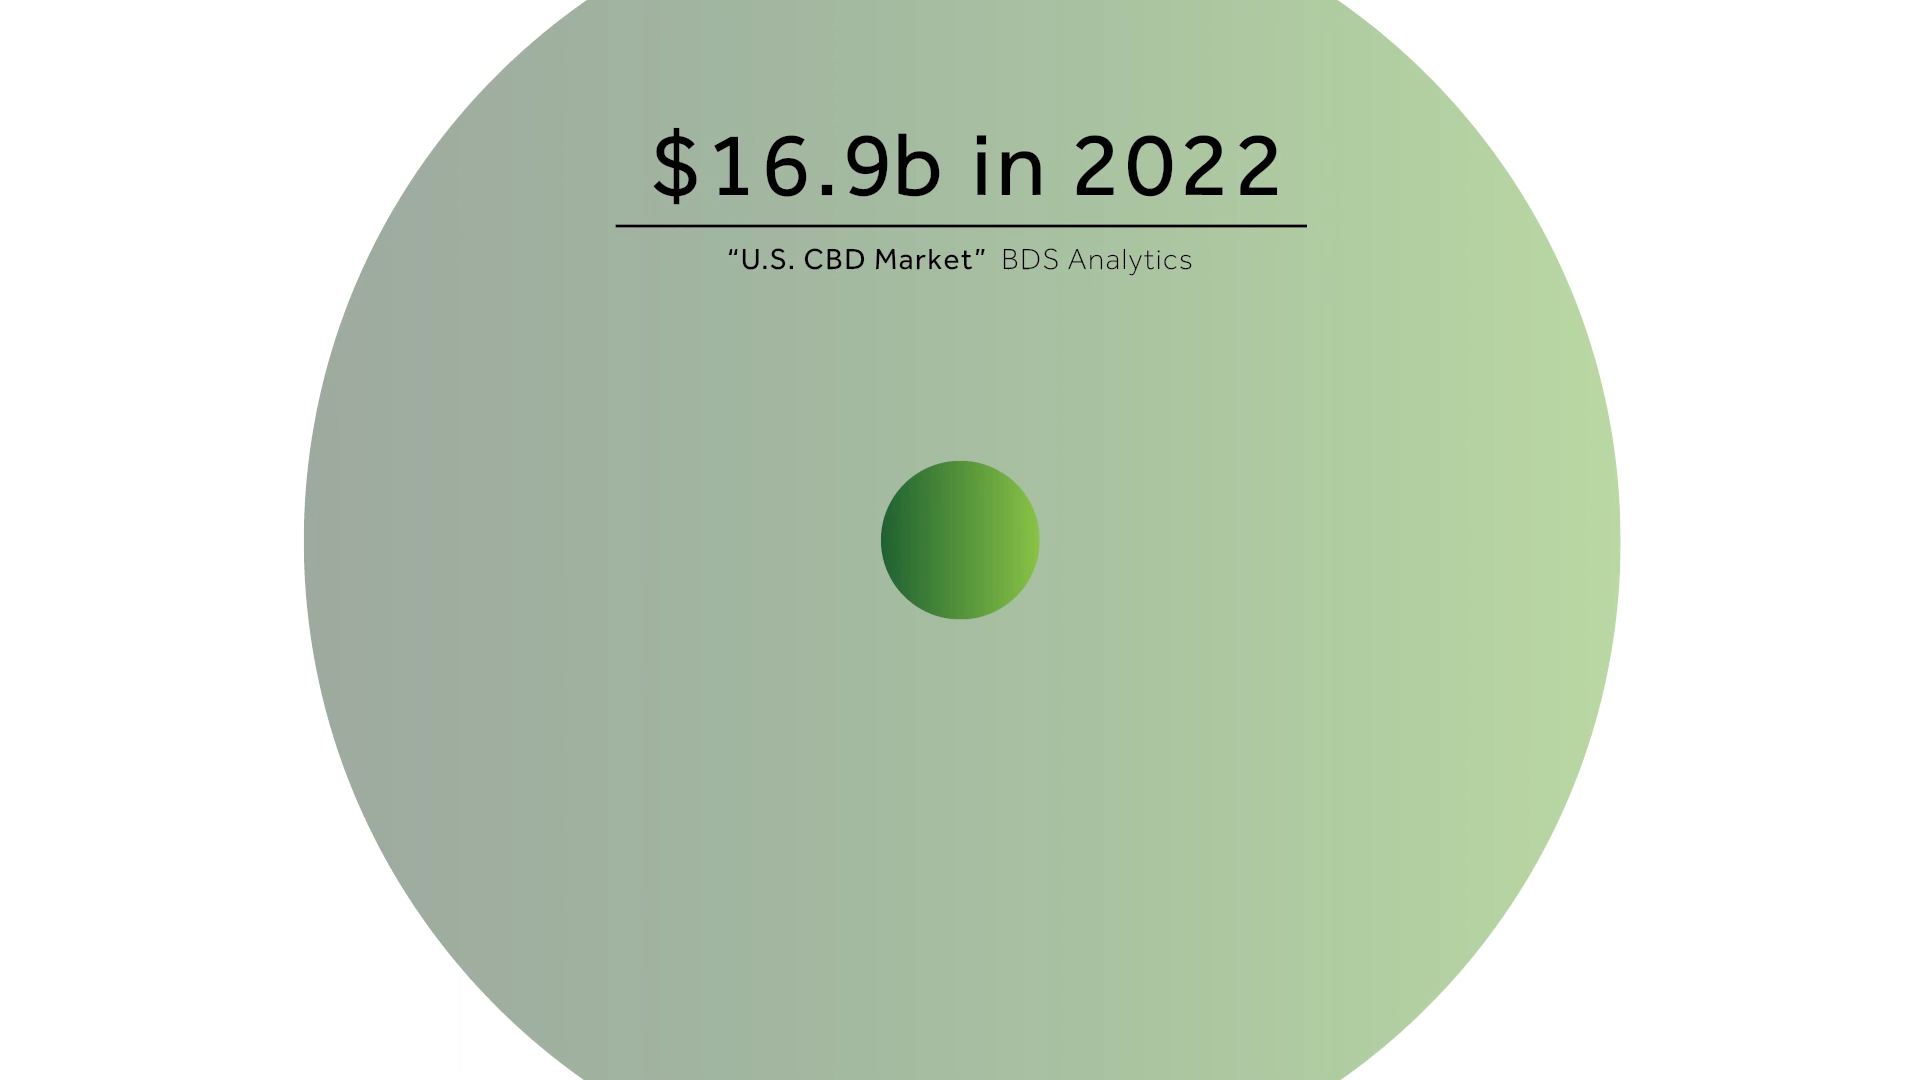 $16.9b in 2022
“U.S. CBD Market” BDS Analytics